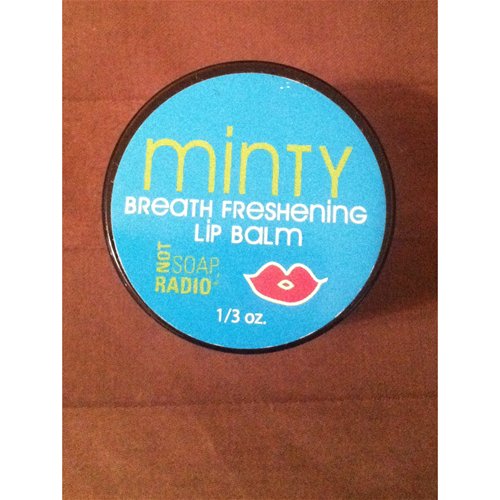 minTY
BReaTH FReSHeninG
LiP BaLm
NOT
SOAP,
RADIO
1/3 oz.